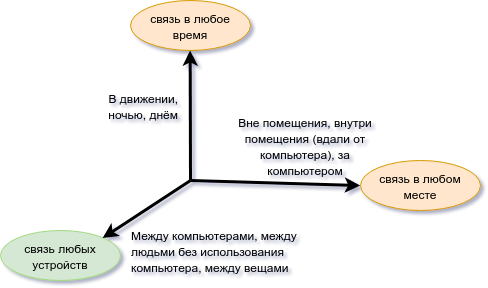 связь в любое
время
В движении,
ночью, днём
Вне помещения, внутри
помещения (вдали от
компьютера), за
компьютером
связь в любом
месте
Между компьютерами, между
людьми без использования
компьютера, между вещами
связь любых
устройств